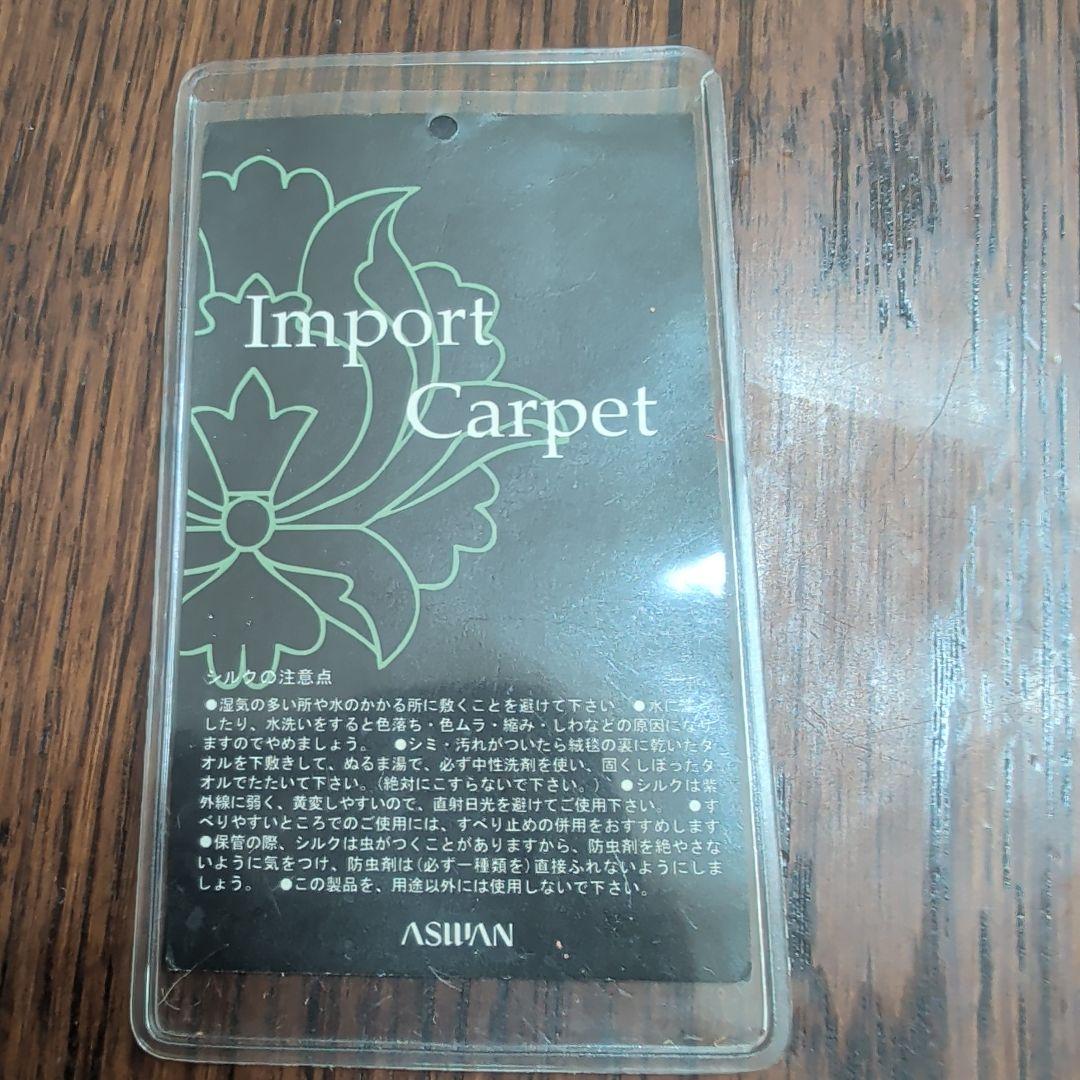 Import
Carpet
シルクの注意点
●湿気の多い所や水のかかる所に敷くことを避けて下さい。 ●水に
したり、水洗いをすると色落ち・色ムラ・縮み・しわなどの原因になり
ますのでやめましょう。 ●シミ・汚れがついたら絨毯の裏に乾いたタ
オルを下敷きして、ぬるま湯で、必ず中性洗剤を使い、固くしぼったタ
オルでたたいて下さい。(絶対にこすらないで下さい。) ●シルクは紫
外線に弱く、黄変しやすいので、直射日光を避けてご使用下さい。 ●す
べりやすいところでのご使用には、すべり止めの併用をおすすめします
●保管の際、シルクは虫がつくことがありますから、防虫剤を絶やさな
いように気をつけ、防虫剤は(必ず一種類を)直接ふれないようにしま
しょう。 ●この製品を、用途以外には使用しないで下さい。
ASWAN